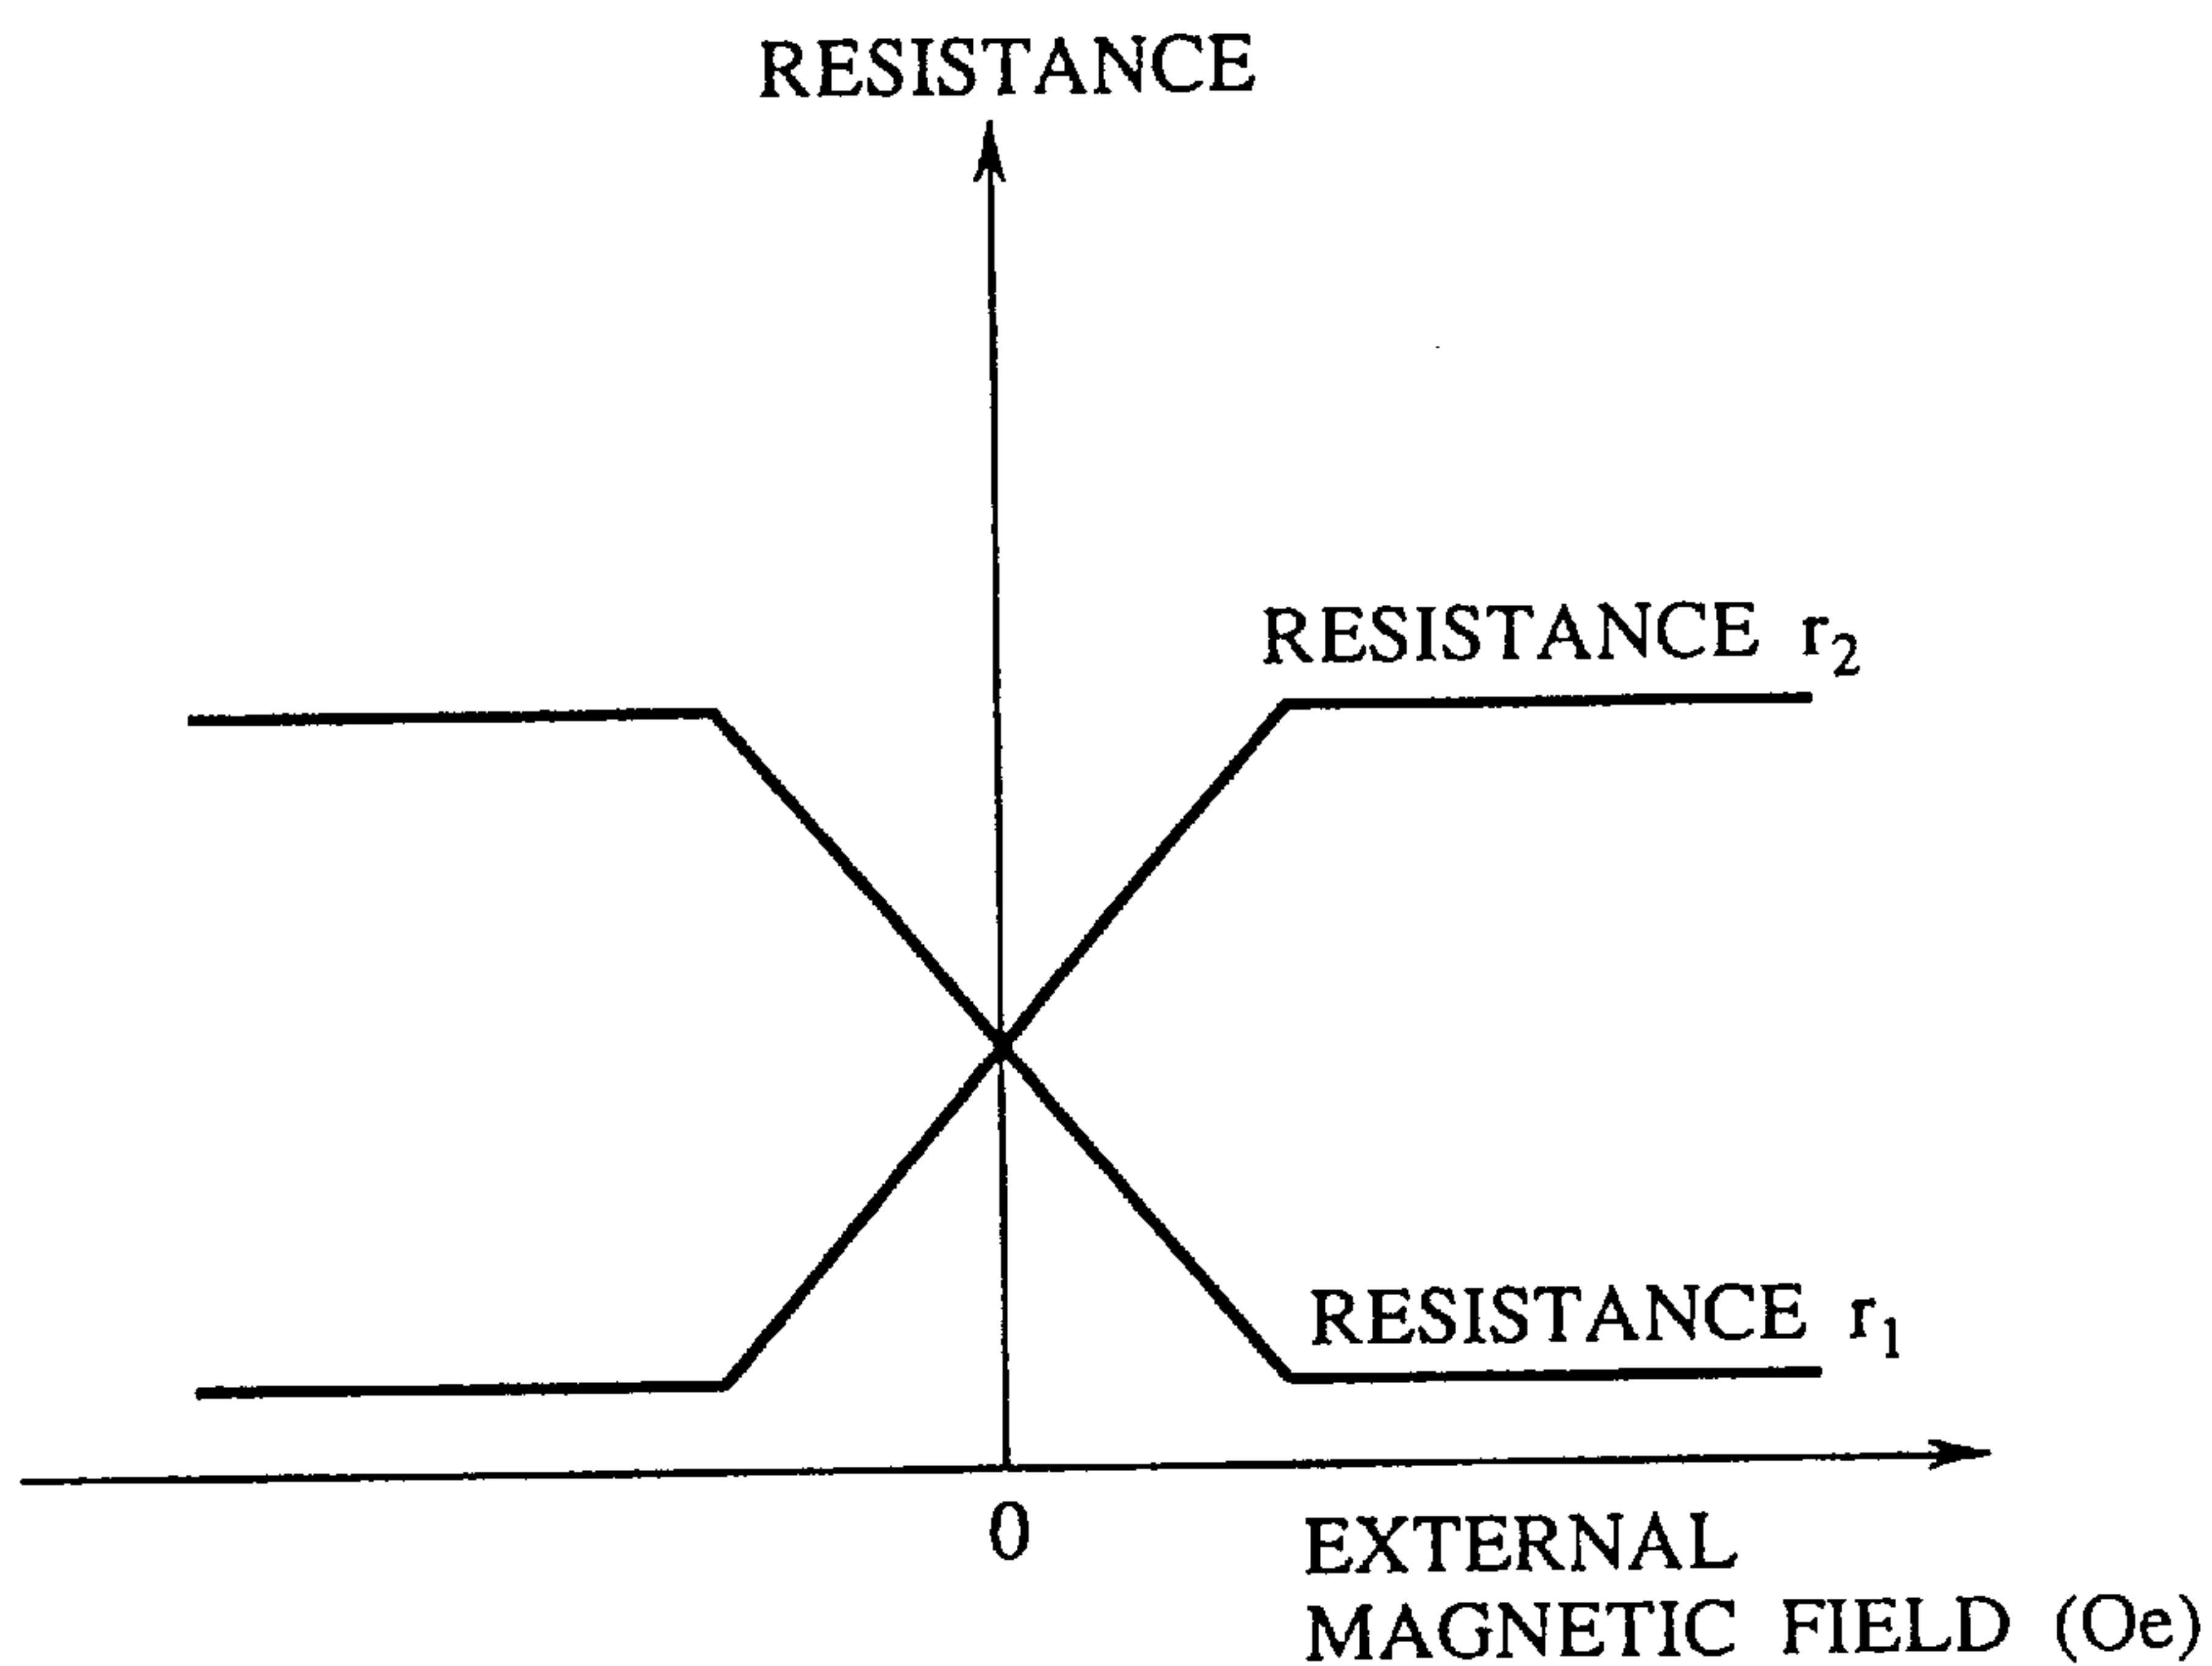 RESISTANCE
RESISTANCE r₂
RESISTANCE r₁
0
EXTERNAL
MAGNETIC FIELD (Oe)